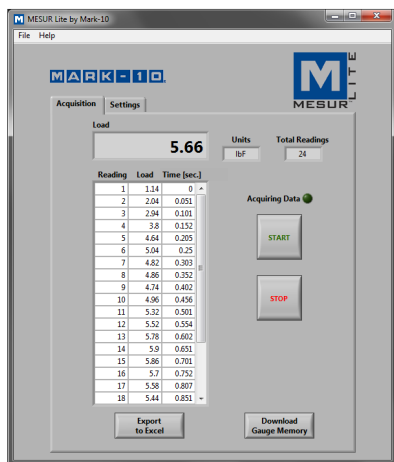 MESUR Lite by Mark-10
File Help
MARK-10.
M
MESUR LITE
Acquisition Settings
Load
5.66
Units
lbF
Total Readings
24
Reading Load Time [sec.]
1 1.14 0
2 2.04 0.051
3 2.94 0.101
4 3.8 0.152
5 4.64 0.205
6 5.04 0.25
7 4.82 0.303
8 4.86 0.352
9 4.74 0.402
10 4.96 0.456
11 5.32 0.501
12 5.52 0.554
13 5.78 0.602
14 5.9 0.651
15 5.86 0.701
16 5.7 0.752
17 5.58 0.807
18 5.44 0.851
Acquiring Data
START
STOP
Export
to Excel
Download
Gauge Memory